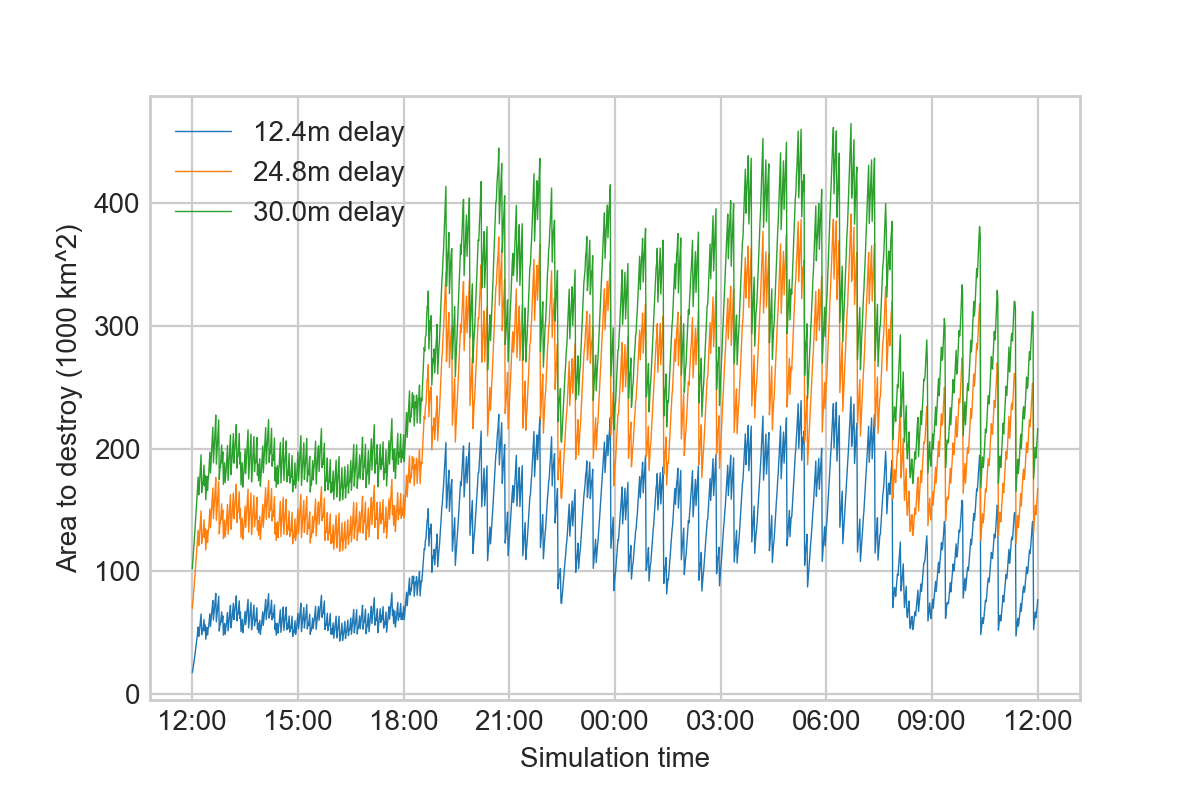 12.4m delay
24.8m delay
30.0m delay
Area to destroy (1000 km^2)
400
300
200
100
0
12:00 15:00 18:00 21:00 00:00 03:00 06:00 09:00 12:00
Simulation time